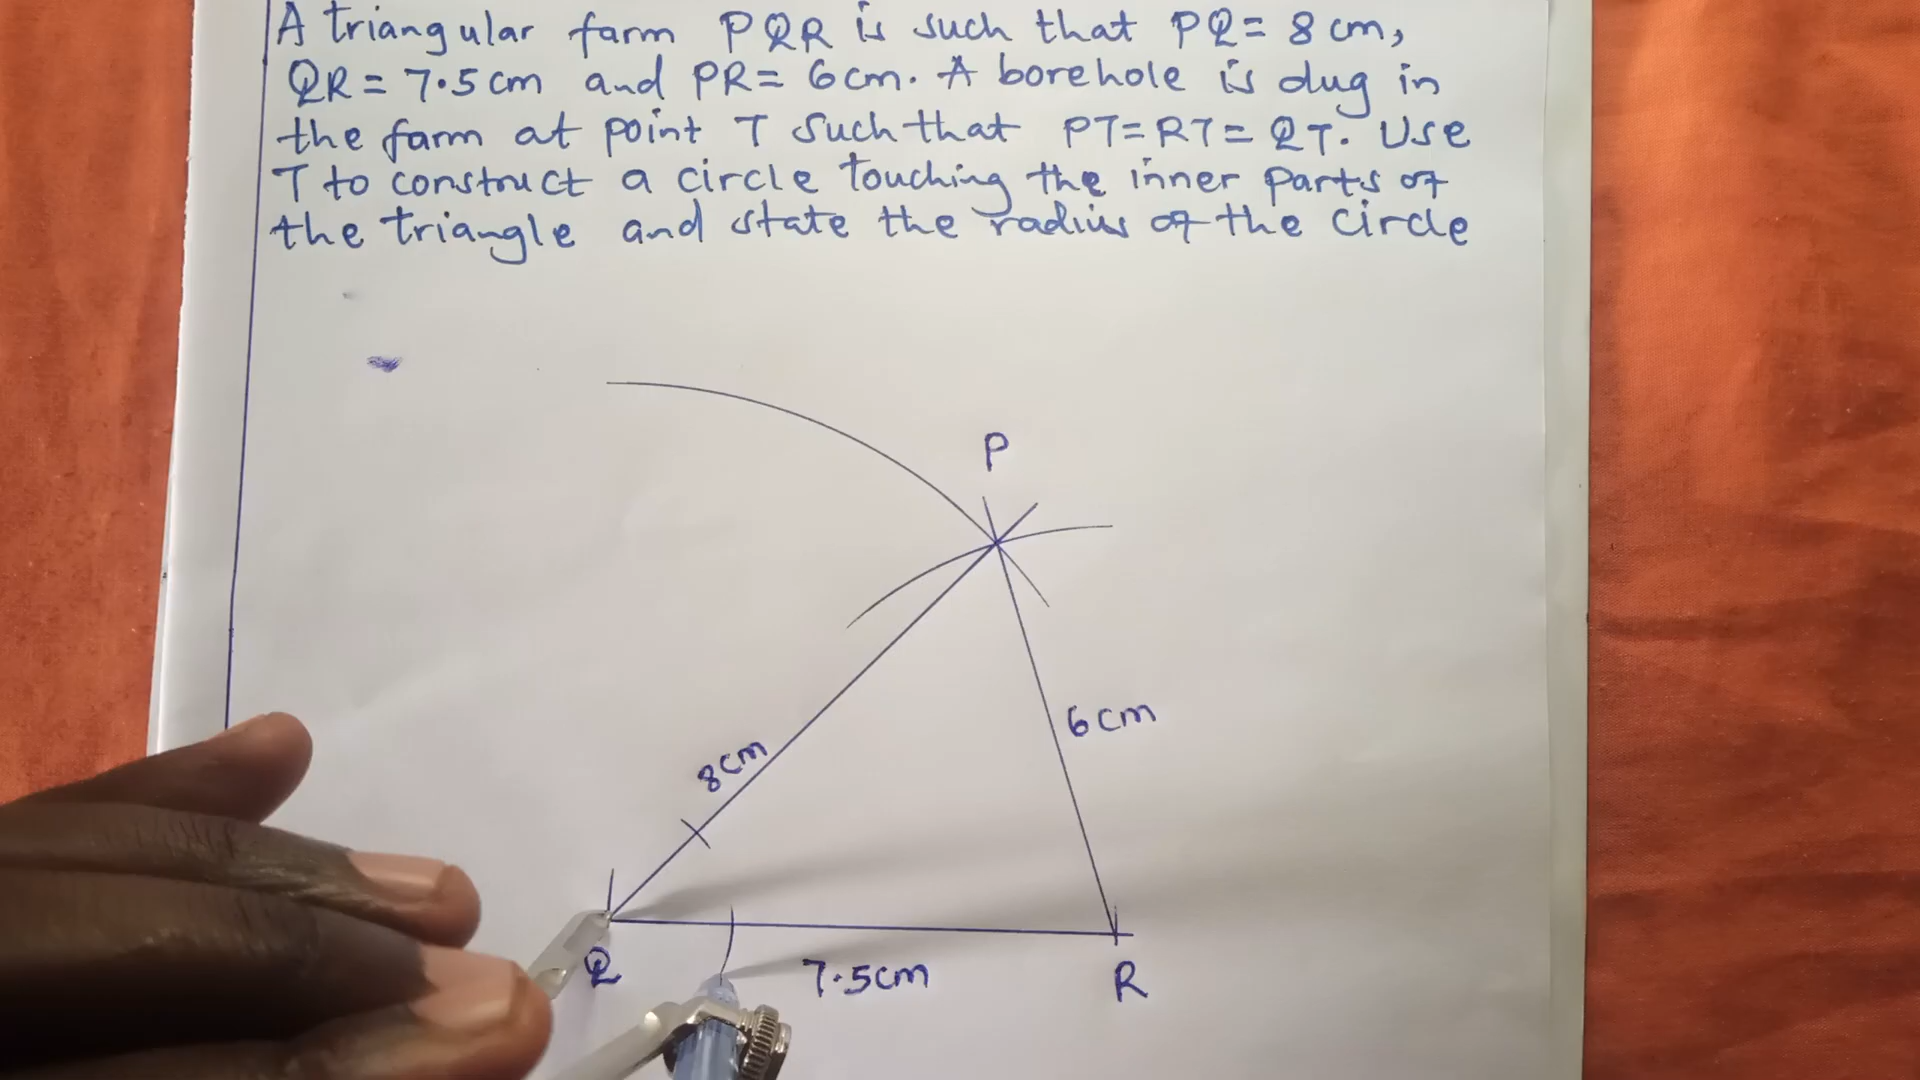 A triangular farm PQR is such that PQ = 8 cm,
QR = 7.5 cm and PR = 6 cm. A borehole is dug in
the farm at point T such that PT = RT = QT. Use
T to construct a circle touching the inner parts of
the triangle and state the radius of the circle
P
6 cm
8 cm
Q
7.5 cm
R